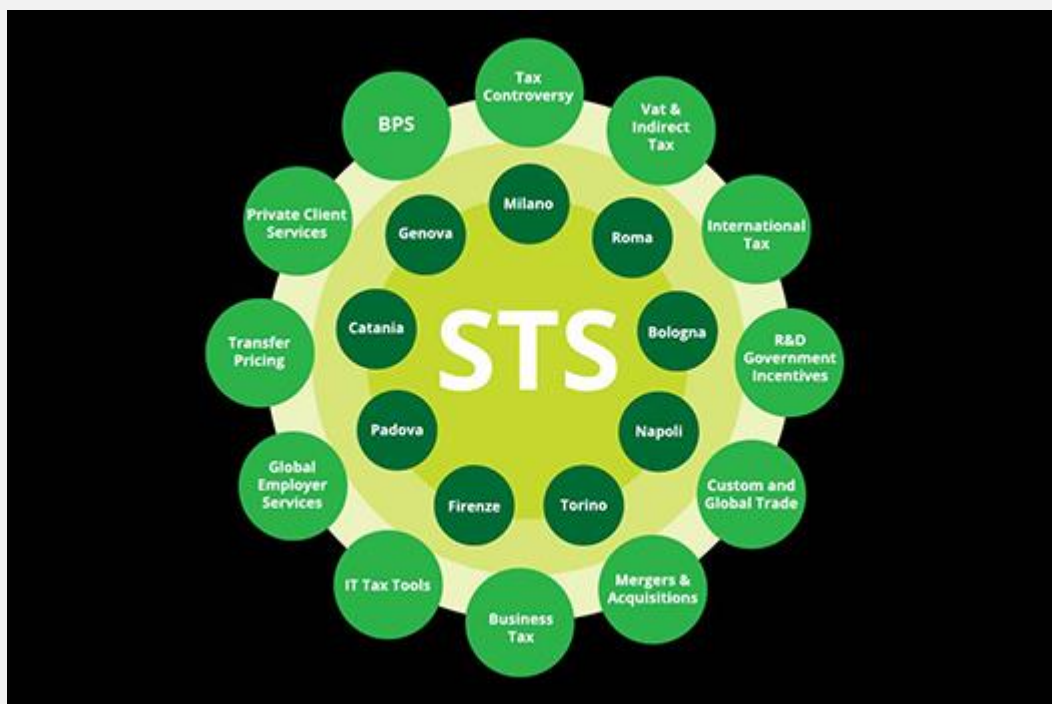 Tax
Controversy
Vat &
Indirect
Tax
International
Tax
R&D
Government
Incentives
Custom and
Global Trade
Mergers &
Acquisitions
Business
Tax
IT Tax Tools
Global
Employer
Services
Transfer
Pricing
Private Client
Services
BPS
Milano
Roma
Bologna
Napoli
Torino
Firenze
Padova
Catania
Genova
STS